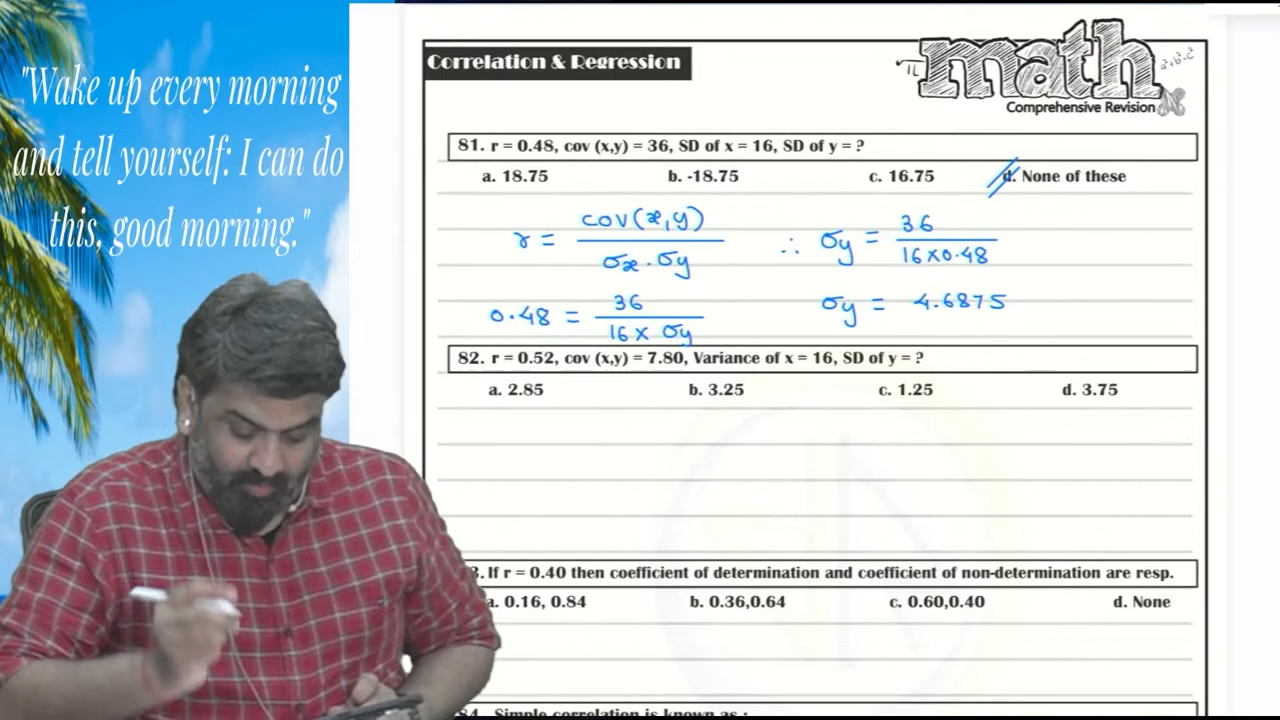 "Wake up every morning
and tell yourself: I can do
this, good morning."
Correlation & Regression
math
Comprehensive Revision
81. r = 0.48, cov (x,y) = 36, SD of x = 16, SD of y = ?
a. 18.75 b. -18.75 c. 16.75 d. None of these
r = cov(x,y) / σx · σy
∴ σy = 36 / 16×0.48
0.48 = 36 / 16 × σy
σy = 4.6875
82. r = 0.52, cov (x,y) = 7.80, Variance of x = 16, SD of y = ?
a. 2.85 b. 3.25 c. 1.25 d. 3.75
3. If r = 0.40 then coefficient of determination and coefficient of non-determination are resp.
a. 0.16, 0.84 b. 0.36,0.64 c. 0.60,0.40 d. None
84. Simple correlation is known as :